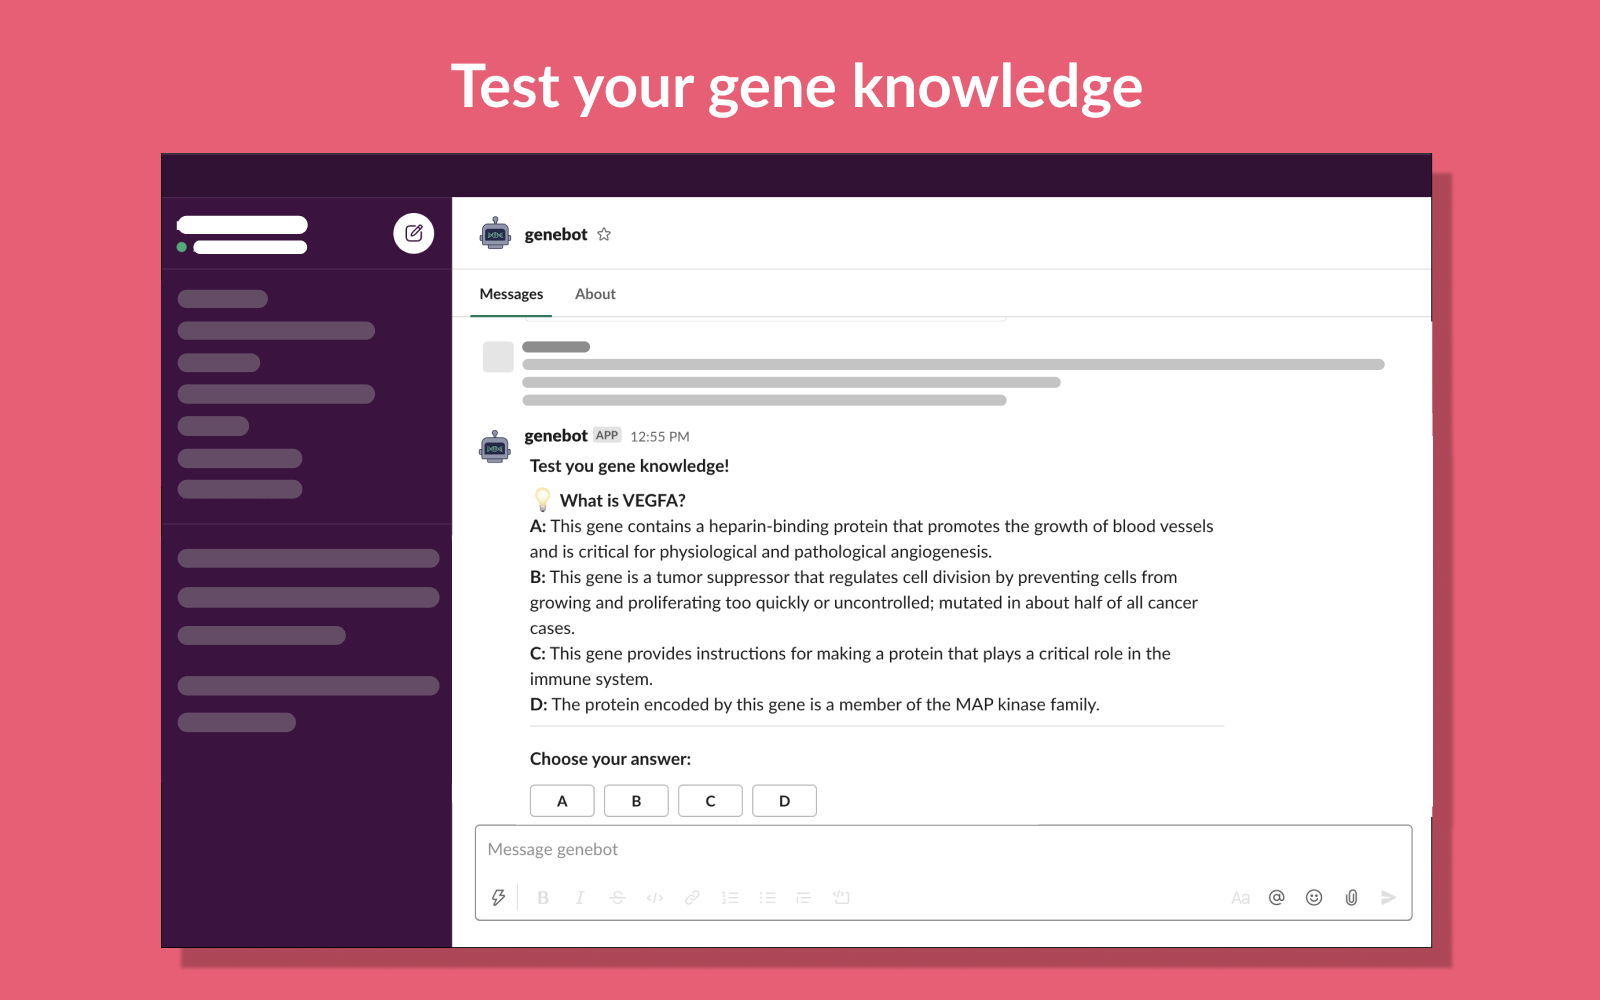 Test your gene knowledge
genebot
Messages About
genebot APP 12:55 PM
Test you gene knowledge!
What is VEGFA?
A: This gene contains a heparin-binding protein that promotes the growth of blood vessels
and is critical for physiological and pathological angiogenesis.
B: This gene is a tumor suppressor that regulates cell division by preventing cells from
growing and proliferating too quickly or uncontrolled; mutated in about half of all cancer
cases.
C: This gene provides instructions for making a protein that plays a critical role in the
immune system.
D: The protein encoded by this gene is a member of the MAP kinase family.
Choose your answer:
A B C D
Message genebot
B I S </> Aa @